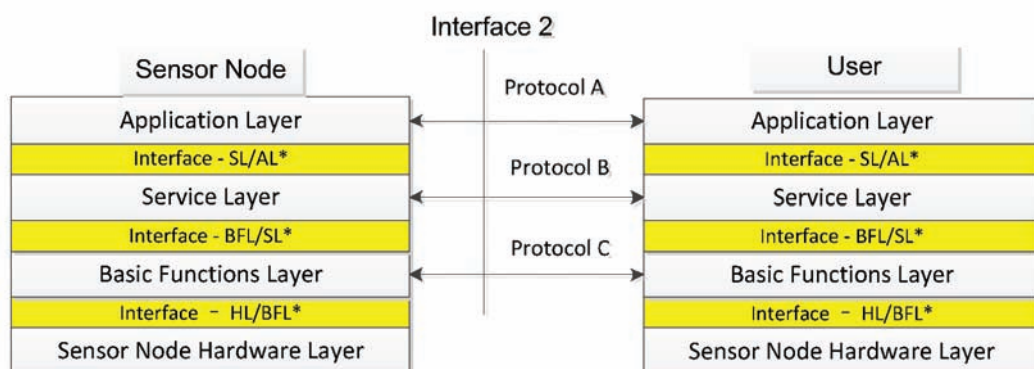 Interface 2
Sensor Node
User
Protocol A
Application Layer
Application Layer
Interface - SL/AL*
Interface - SL/AL*
Protocol B
Service Layer
Service Layer
Interface - BFL/SL*
Interface - BFL/SL*
Protocol C
Basic Functions Layer
Basic Functions Layer
Interface – HL/BFL*
Interface – HL/BFL*
Sensor Node Hardware Layer
Sensor Node Hardware Layer